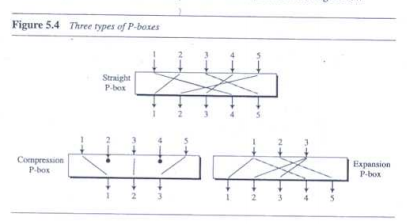 Figure 5.4 Three types of P-boxes
1 2 3 4 5
Straight
P-box
1 2 3 4 5
1 2 3 4 5
Compression
P-box
1 2 3
1 2 3
Expansion
P-box
1 2 3 4 5